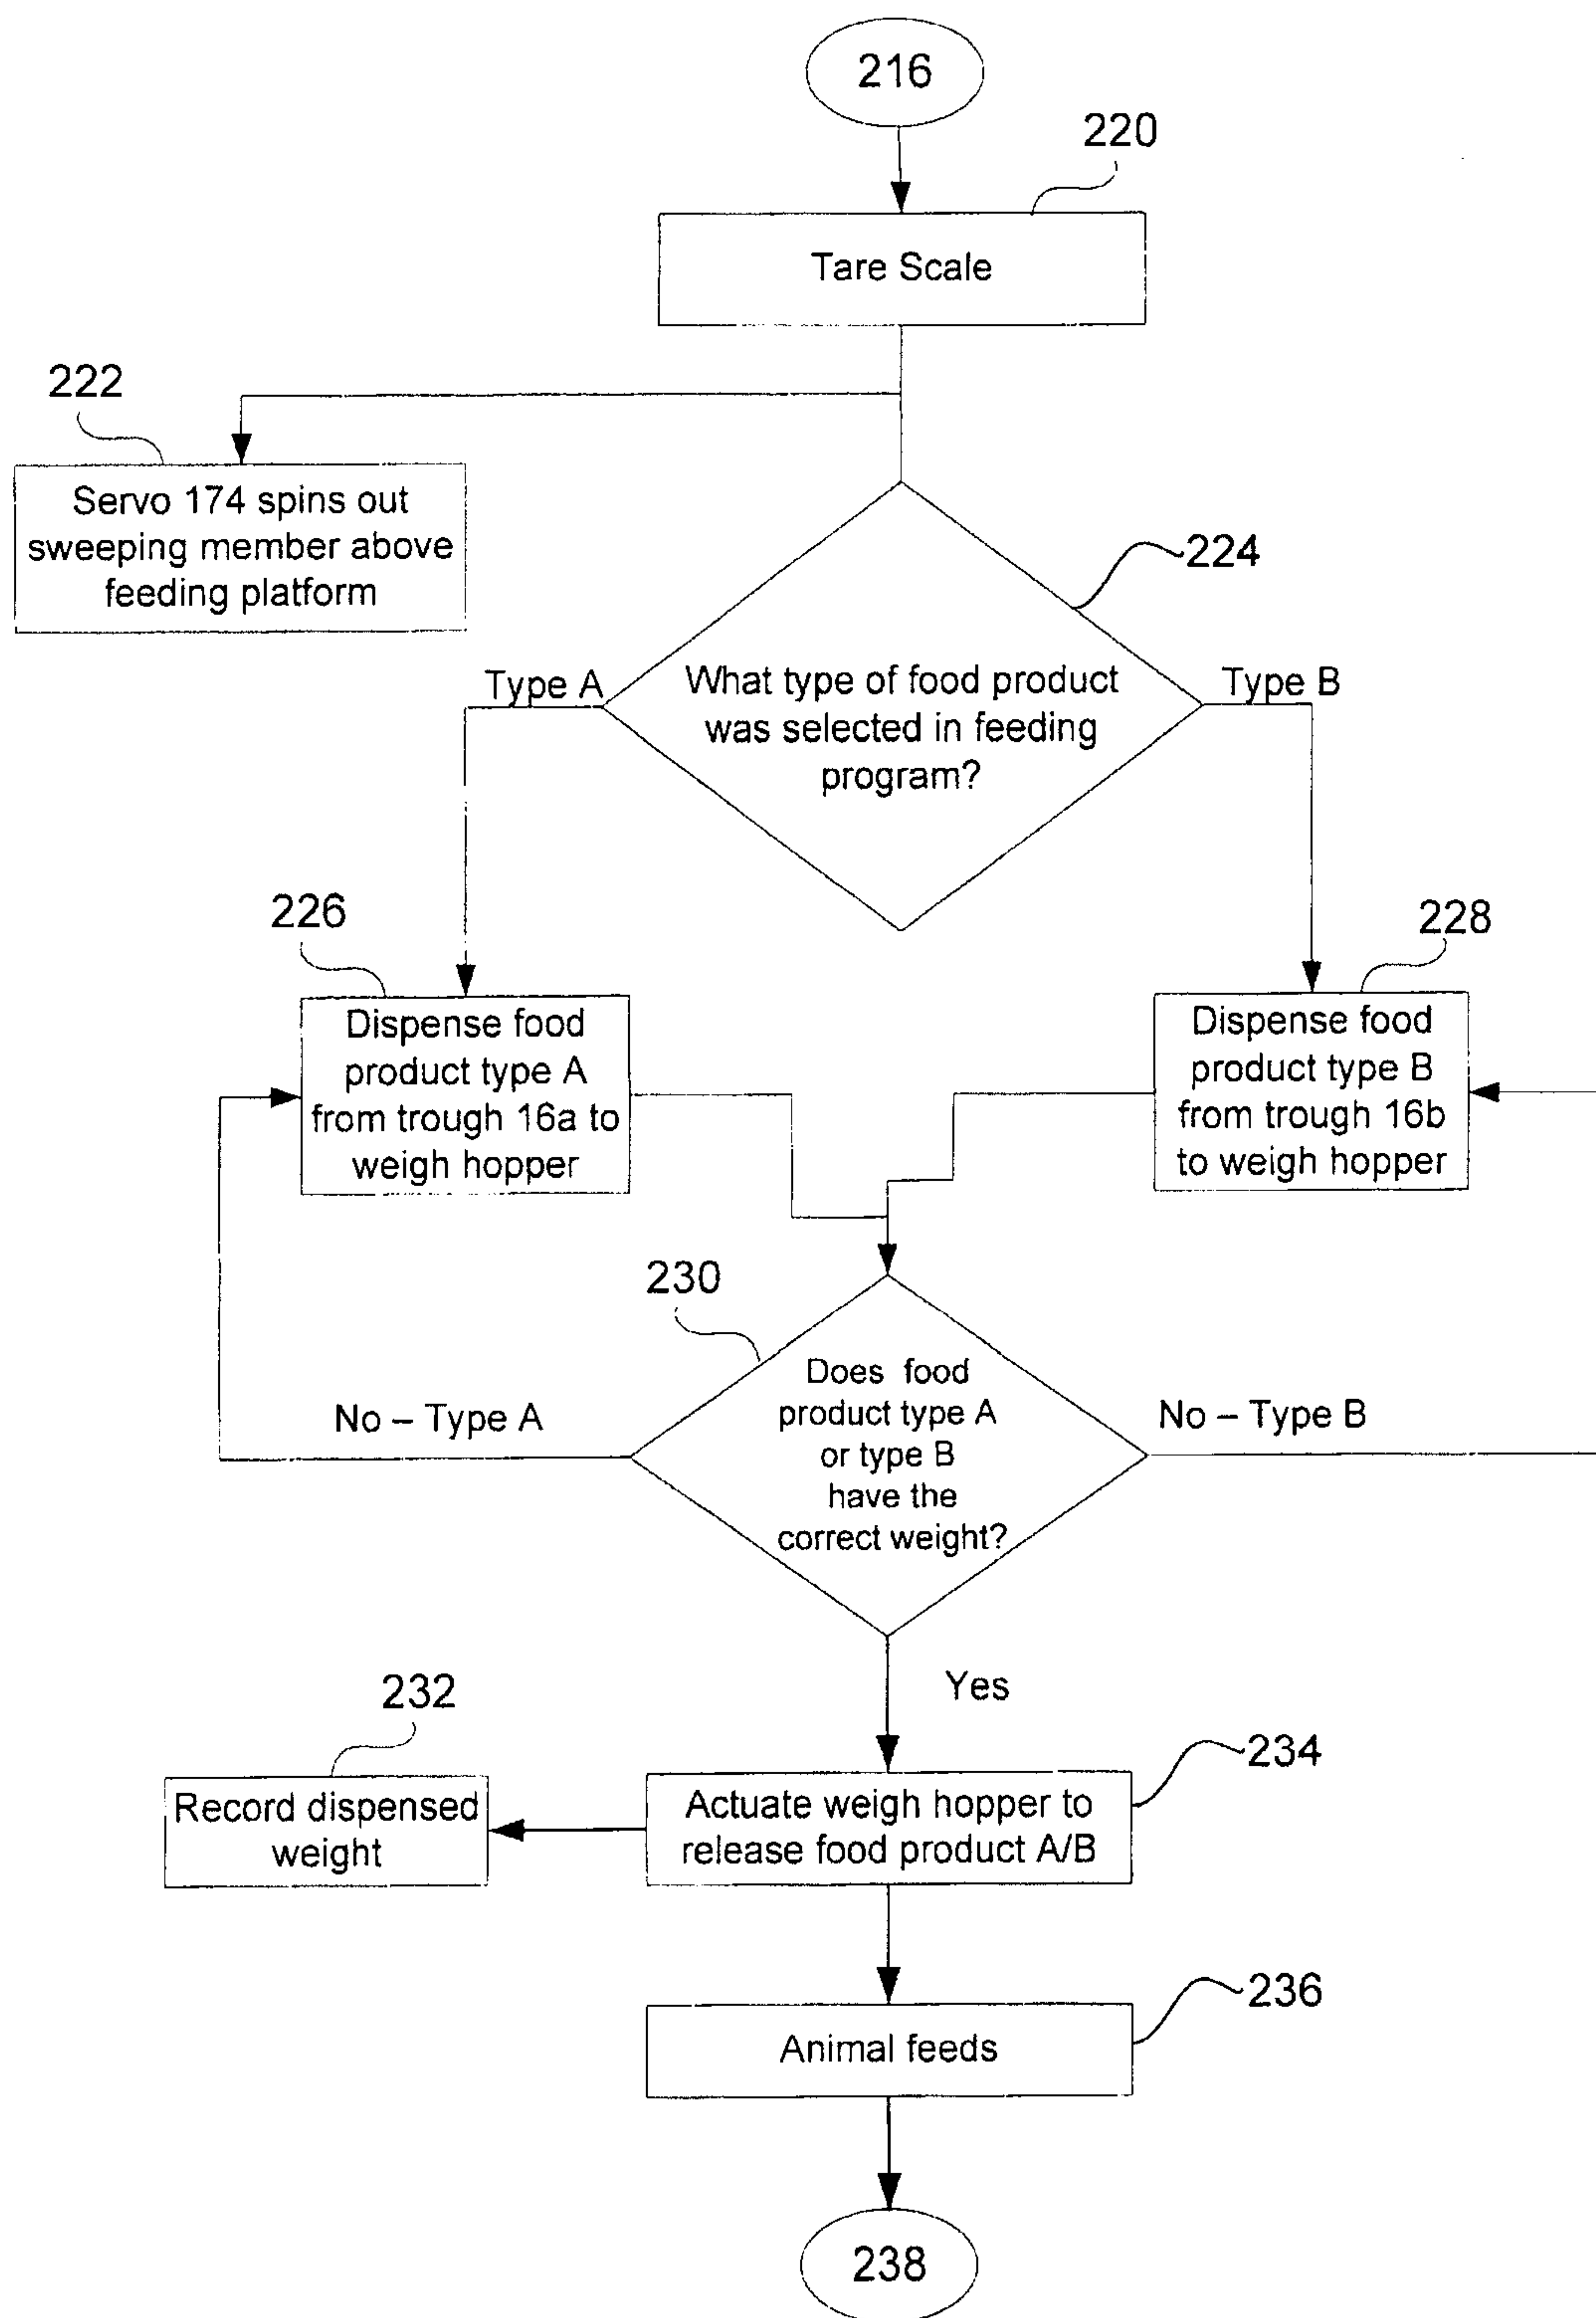 216
220
Tare Scale
222
Servo 174 spins out
sweeping member above
feeding platform
224
Type A
What type of food product
was selected in feeding
program?
Type B
226
Dispense food
product type A
from trough 16a to
weigh hopper
228
Dispense food
product type B
from trough 16b
to weigh hopper
230
Does food
product type A
or type B
have the
correct weight?
No – Type A
No – Type B
Yes
232
Record dispensed
weight
234
Actuate weigh hopper to
release food product A/B
236
Animal feeds
238